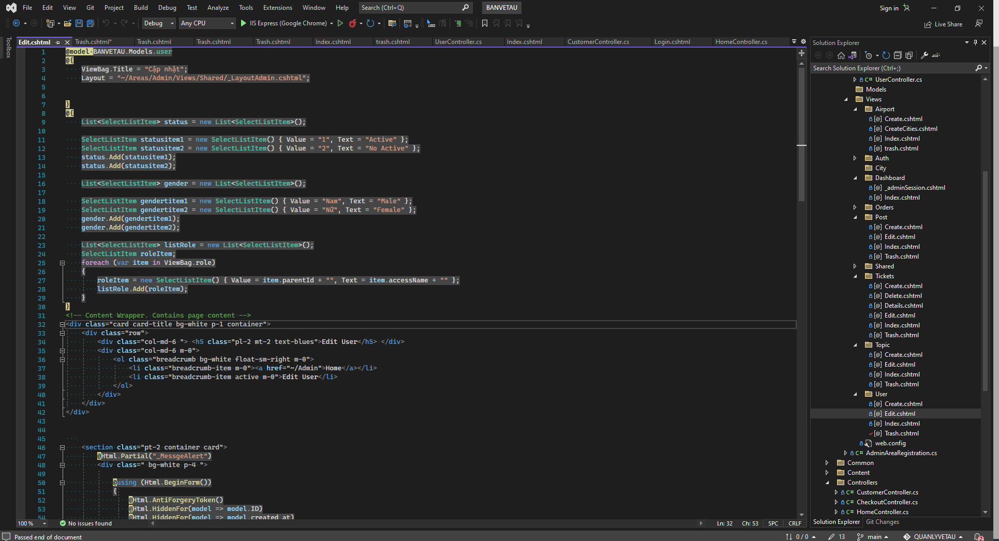 File Edit View Git Project Build Debug Test Analyze Tools Extensions Window Help Search (Ctrl+Q) BANVETAU Sign in
Debug Any CPU IIS Express (Google Chrome) Live Share
Toolbox
Edit.cshtml Trash.cshtml* Trash.cshtml Trash.cshtml Trash.cshtml Index.cshtml trash.cshtml UserController.cs Index.cshtml CustomerController.cs Login.cshtml HomeController.cs
1 @model BANVETAU.Models.user
2 @{
3 ViewBag.Title = "Cập nhật";
4 Layout = "~/Areas/Admin/Views/Shared/_LayoutAdmin.cshtml";
5
6
7 }
8 @{
9 List<SelectListItem> status = new List<SelectListItem>();
10
11 SelectListItem statusitem1 = new SelectListItem() { Value = "1", Text = "Active" };
12 SelectListItem statusitem2 = new SelectListItem() { Value = "2", Text = "No Active" };
13 status.Add(statusitem1);
14 status.Add(statusitem2);
15
16 List<SelectListItem> gender = new List<SelectListItem>();
17
18 SelectListItem gendertitem1 = new SelectListItem() { Value = "Nam", Text = "Male" };
19 SelectListItem gendertitem2 = new SelectListItem() { Value = "Nữ", Text = "Female" };
20 gender.Add(gendertitem1);
21 gender.Add(gendertitem2);
22
23 List<SelectListItem> listRole = new List<SelectListItem>();
24 SelectListItem roleItem;
25 foreach (var item in ViewBag.role)
26 {
27 roleItem = new SelectListItem() { Value = item.parentId + "", Text = item.accessName + "" };
28 listRole.Add(roleItem);
29 }
30 }
31 <!-- Content Wrapper. Contains page content -->
32 <div class="card card-title bg-white p-1 container">
33 <div class="row">
34 <div class="col-md-6 "> <h5 class="pl-2 mt-2 text-blues">Edit User</h5> </div>
35 <div class="col-md-6 m-0">
36 <ol class="breadcrumb bg-white float-sm-right m-0">
37 <li class="breadcrumb-item m-0"><a href="~/Admin">Home</a></li>
38 <li class="breadcrumb-item active m-0">Edit User</li>
39 </ol>
40 </div>
41 </div>
42 </div>
43
44
45
46 <section class="pt-2 container card">
47 @Html.Partial("_MessgeAlert")
48 <div class=" bg-white p-4 ">
49
50 @using (Html.BeginForm())
51 {
52 @Html.AntiForgeryToken()
53 @Html.HiddenFor(model => model.ID)
54 @Html.HiddenFor(model => model.created_at)
100 % No issues found Ln: 32 Ch: 53 SPC CRLF
Solution Explorer
Search Solution Explorer (Ctrl+;)
C# UserController.cs
Models
Views
Airport
Create.cshtml
CreateCities.cshtml
Index.cshtml
trash.cshtml
Auth
City
Dashboard
_adminSession.cshtml
Index.cshtml
Orders
Post
Create.cshtml
Edit.cshtml
Index.cshtml
Trash.cshtml
Shared
Tickets
Create.cshtml
Delete.cshtml
Details.cshtml
Edit.cshtml
Index.cshtml
Trash.cshtml
Topic
Create.cshtml
Edit.cshtml
Index.cshtml
Trash.cshtml
User
Create.cshtml
Edit.cshtml
Index.cshtml
Trash.cshtml
web.config
C# AdminAreaRegistration.cs
Common
Content
Controllers
C# CustomerController.cs
C# CheckoutController.cs
C# HomeController.cs
Solution Explorer Git Changes
Passed end of document 0 / 0 13 main QUANLYVETAU 2